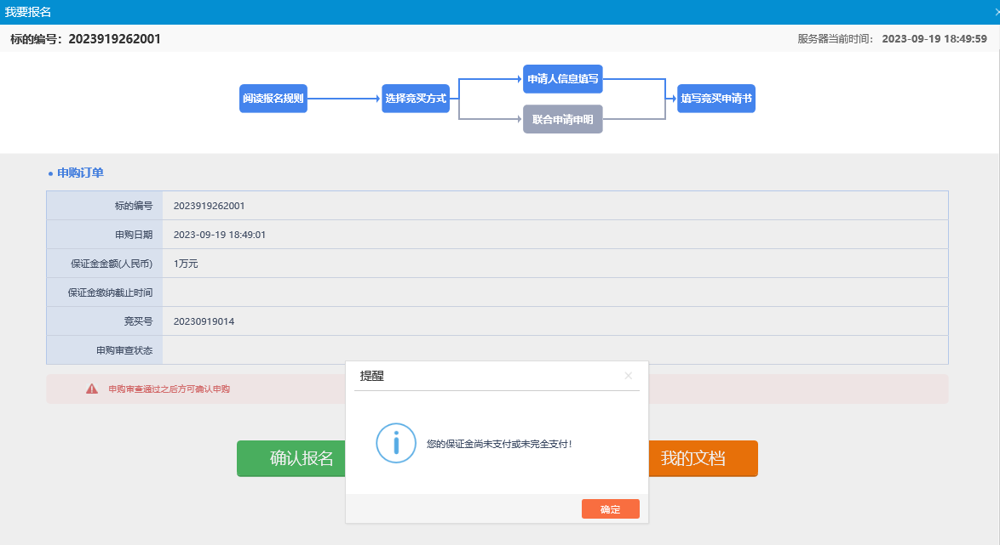 我要报名
标的编号：2023919262001
服务器当前时间： 2023-09-19 18:49:59
申请人信息填写
阅读报名规则
选择竞买方式
填写竞买申请书
联合申请申明
申购订单
标的编号 2023919262001
申购日期 2023-09-19 18:49:01
保证金金额(人民币) 1万元
保证金缴纳截止时间
竞买号 20230919014
申购审查状态
提醒
申购审查通过之后方可确认申购
您的保证金尚未支付或未完全支付!
确认报名
我的文档
确定